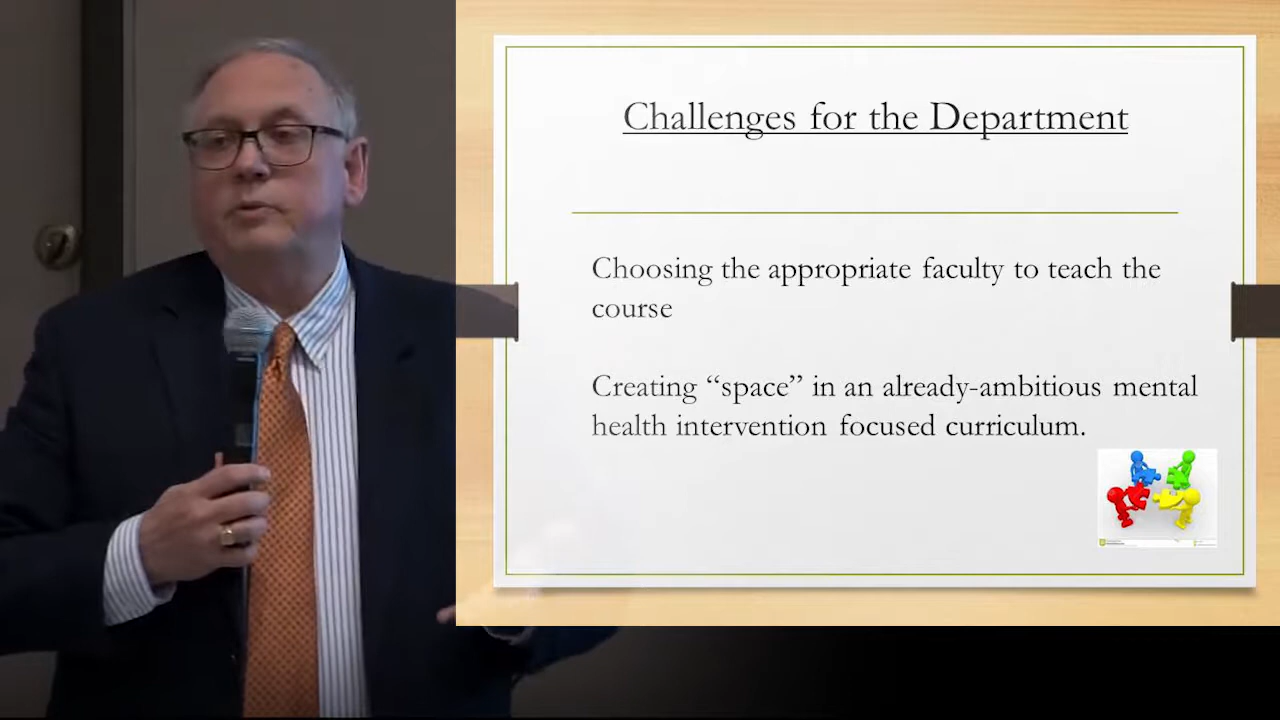 Challenges for the Department
Choosing the appropriate faculty to teach the
course
Creating “space” in an already-ambitious mental
health intervention focused curriculum.